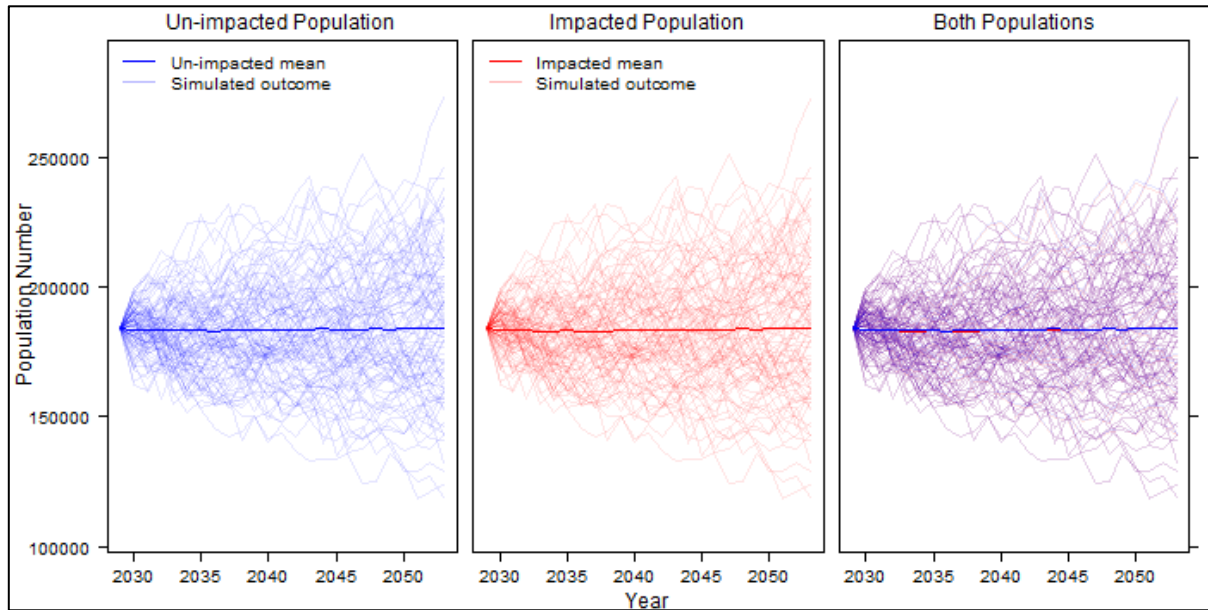 Un-impacted Population
Impacted Population
Both Populations
Un-impacted mean
Simulated outcome
Impacted mean
Simulated outcome
Population Number
250000
200000
150000
100000
2030 2035 2040 2045 2050
2030 2035 2040 2045 2050
2030 2035 2040 2045 2050
Year